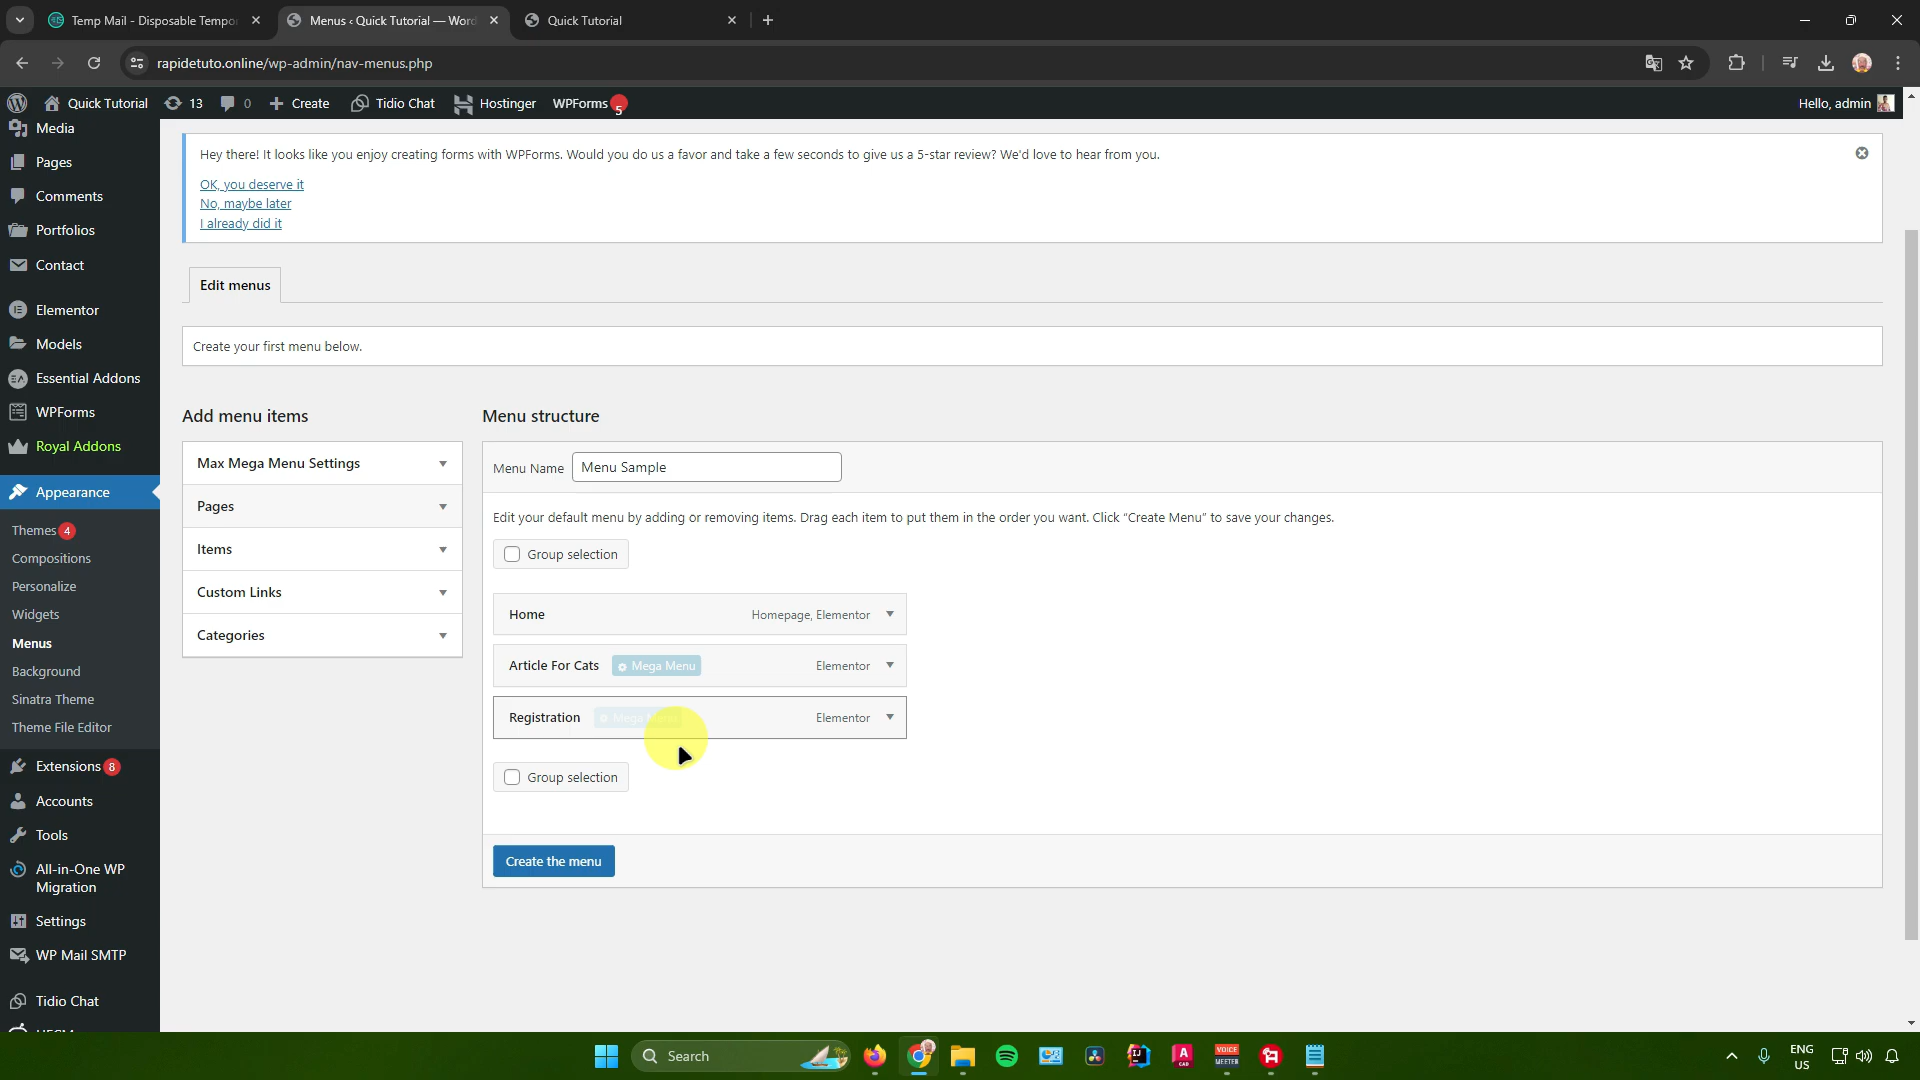 Temp Mail - Disposable Tempo
Menus ‹ Quick Tutorial — Word
Quick Tutorial
rapidetuto.online/wp-admin/nav-menus.php
Quick Tutorial
13
0
Create
Tidio Chat
Hostinger
WPForms
5
Hello, admin
Media
Pages
Comments
Portfolios
Contact
Elementor
Models
Essential Addons
WPForms
Royal Addons
Appearance
Themes 4
Compositions
Personalize
Widgets
Menus
Background
Sinatra Theme
Theme File Editor
Extensions 8
Accounts
Tools
All-in-One WP
Migration
Settings
WP Mail SMTP
Tidio Chat
Hey there! It looks like you enjoy creating forms with WPForms. Would you do us a favor and take a few seconds to give us a 5-star review? We'd love to hear from you.
OK, you deserve it
No, maybe later
I already did it
Edit menus
Create your first menu below.
Add menu items
Max Mega Menu Settings
Pages
Items
Custom Links
Categories
Menu structure
Menu Name
Menu Sample
Edit your default menu by adding or removing items. Drag each item to put them in the order you want. Click “Create Menu” to save your changes.
Group selection
Home
Homepage, Elementor
Article For Cats
Mega Menu
Elementor
Registration
Mega Menu
Elementor
Group selection
Create the menu
Search
VOICE
MEETER
A
CAD
IJ
ENG
US